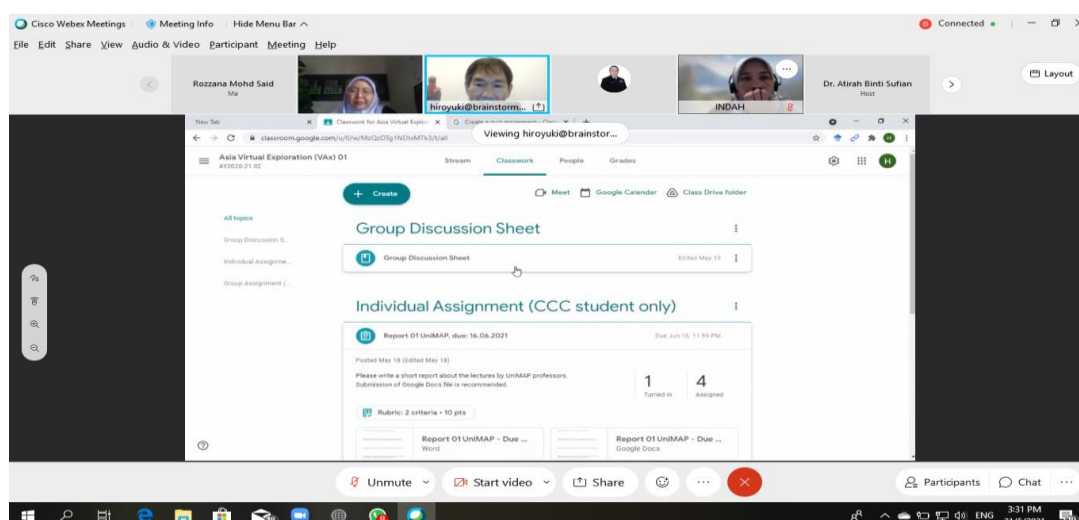 Cisco Webex Meetings
Meeting Info
Hide Menu Bar
Connected
File Edit Share View Audio & Video Participant Meeting Help
Rozzana Mohd Said
Me
hiroyuki@brainstorm...
INDAH
Dr. Atirah Binti Sufian
Host
Layout
New Tab
Classwork for Asia Virtual Explor
Viewing hiroyuki@brainstor...
Asia Virtual Exploration (VAx) 01
AY2020-21 02
Stream Classwork People Grades
H
+ Create
Meet Google Calendar Class Drive folder
All topics
Group Discussion S...
Individual Assignme...
Group Assignment (...
Group Discussion Sheet
Group Discussion Sheet
Edited May 19
Individual Assignment (CCC student only)
Report 01 UniMAP, due: 16.06.2021
Due Jun 16, 11:59 PM
Posted May 18 (Edited May 18)
Please write a short report about the lectures by UniMAP professors.
Submission of Google Docs file is recommended.
1
Turned in
4
Assigned
Rubric: 2 criteria • 10 pts
Report 01 UniMAP - Due ...
Word
Report 01 UniMAP - Due ...
Google Docs
Unmute
Start video
Share
Participants
Chat
ENG
3:31 PM